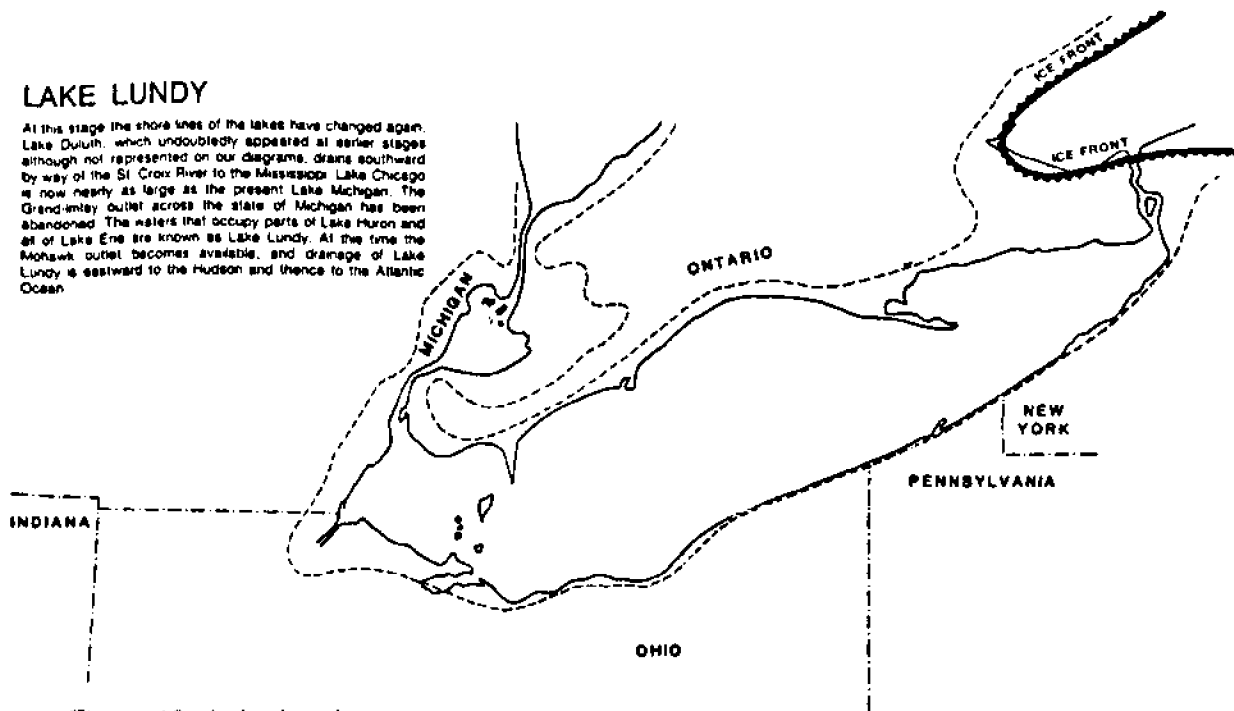 LAKE LUNDY
At this stage the shore lines of the lakes have changed again.
Lake Duluth, which undoubtedly appeared at earlier stages
although not represented on our diagrams, drains southward
by way of the St. Croix River to the Mississippi. Lake Chicago
is now nearly as large as the present Lake Michigan. The
Grand-Imlay outlet across the state of Michigan has been
abandoned. The waters that occupy parts of Lake Huron and
all of Lake Erie are known as Lake Lundy. At this time the
Mohawk outlet becomes available, and drainage of Lake
Lundy is eastward to the Hudson and thence to the Atlantic
Ocean
ICE FRONT
ICE FRONT
ONTARIO
MICHIGAN
NEW
YORK
PENNSYLVANIA
INDIANA
OHIO